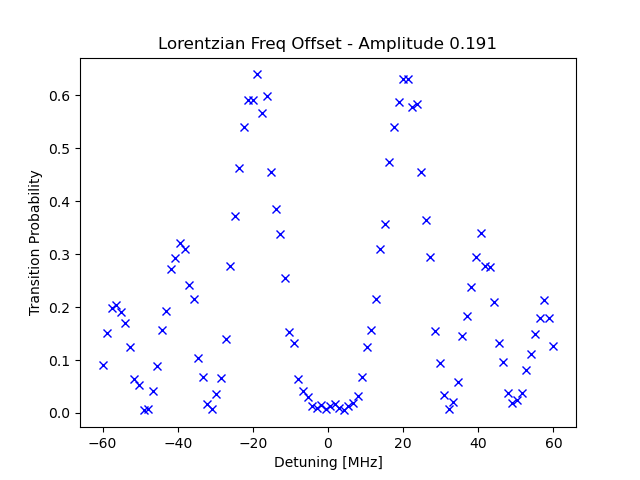 Lorentzian Freq Offset - Amplitude 0.191
Transition Probability
0.6
0.5
0.4
0.3
0.2
0.1
0.0
−60 −40 −20 0 20 40 60
Detuning [MHz]